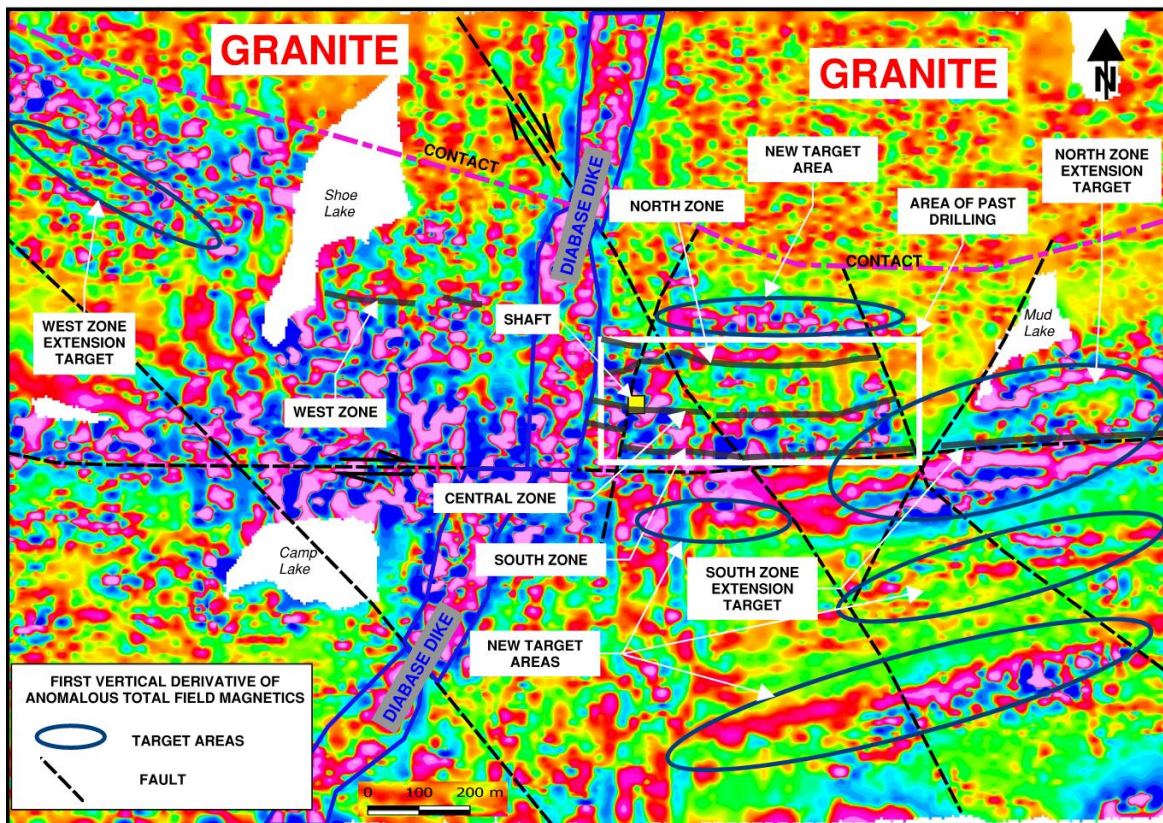 GRANITE
GRANITE
N
CONTACT
NEW TARGET
AREA
NORTH ZONE
EXTENSION
TARGET
Shoe
Lake
NORTH ZONE
AREA OF PAST
DRILLING
DIABASE DIKE
CONTACT
WEST ZONE
EXTENSION
TARGET
SHAFT
Mud
Lake
WEST ZONE
CENTRAL ZONE
Camp
Lake
SOUTH ZONE
SOUTH ZONE
EXTENSION
TARGET
NEW TARGET
AREAS
DIABASE DIKE
FIRST VERTICAL DERIVATIVE OF
ANOMALOUS TOTAL FIELD MAGNETICS
TARGET AREAS
FAULT
0 100 200 m